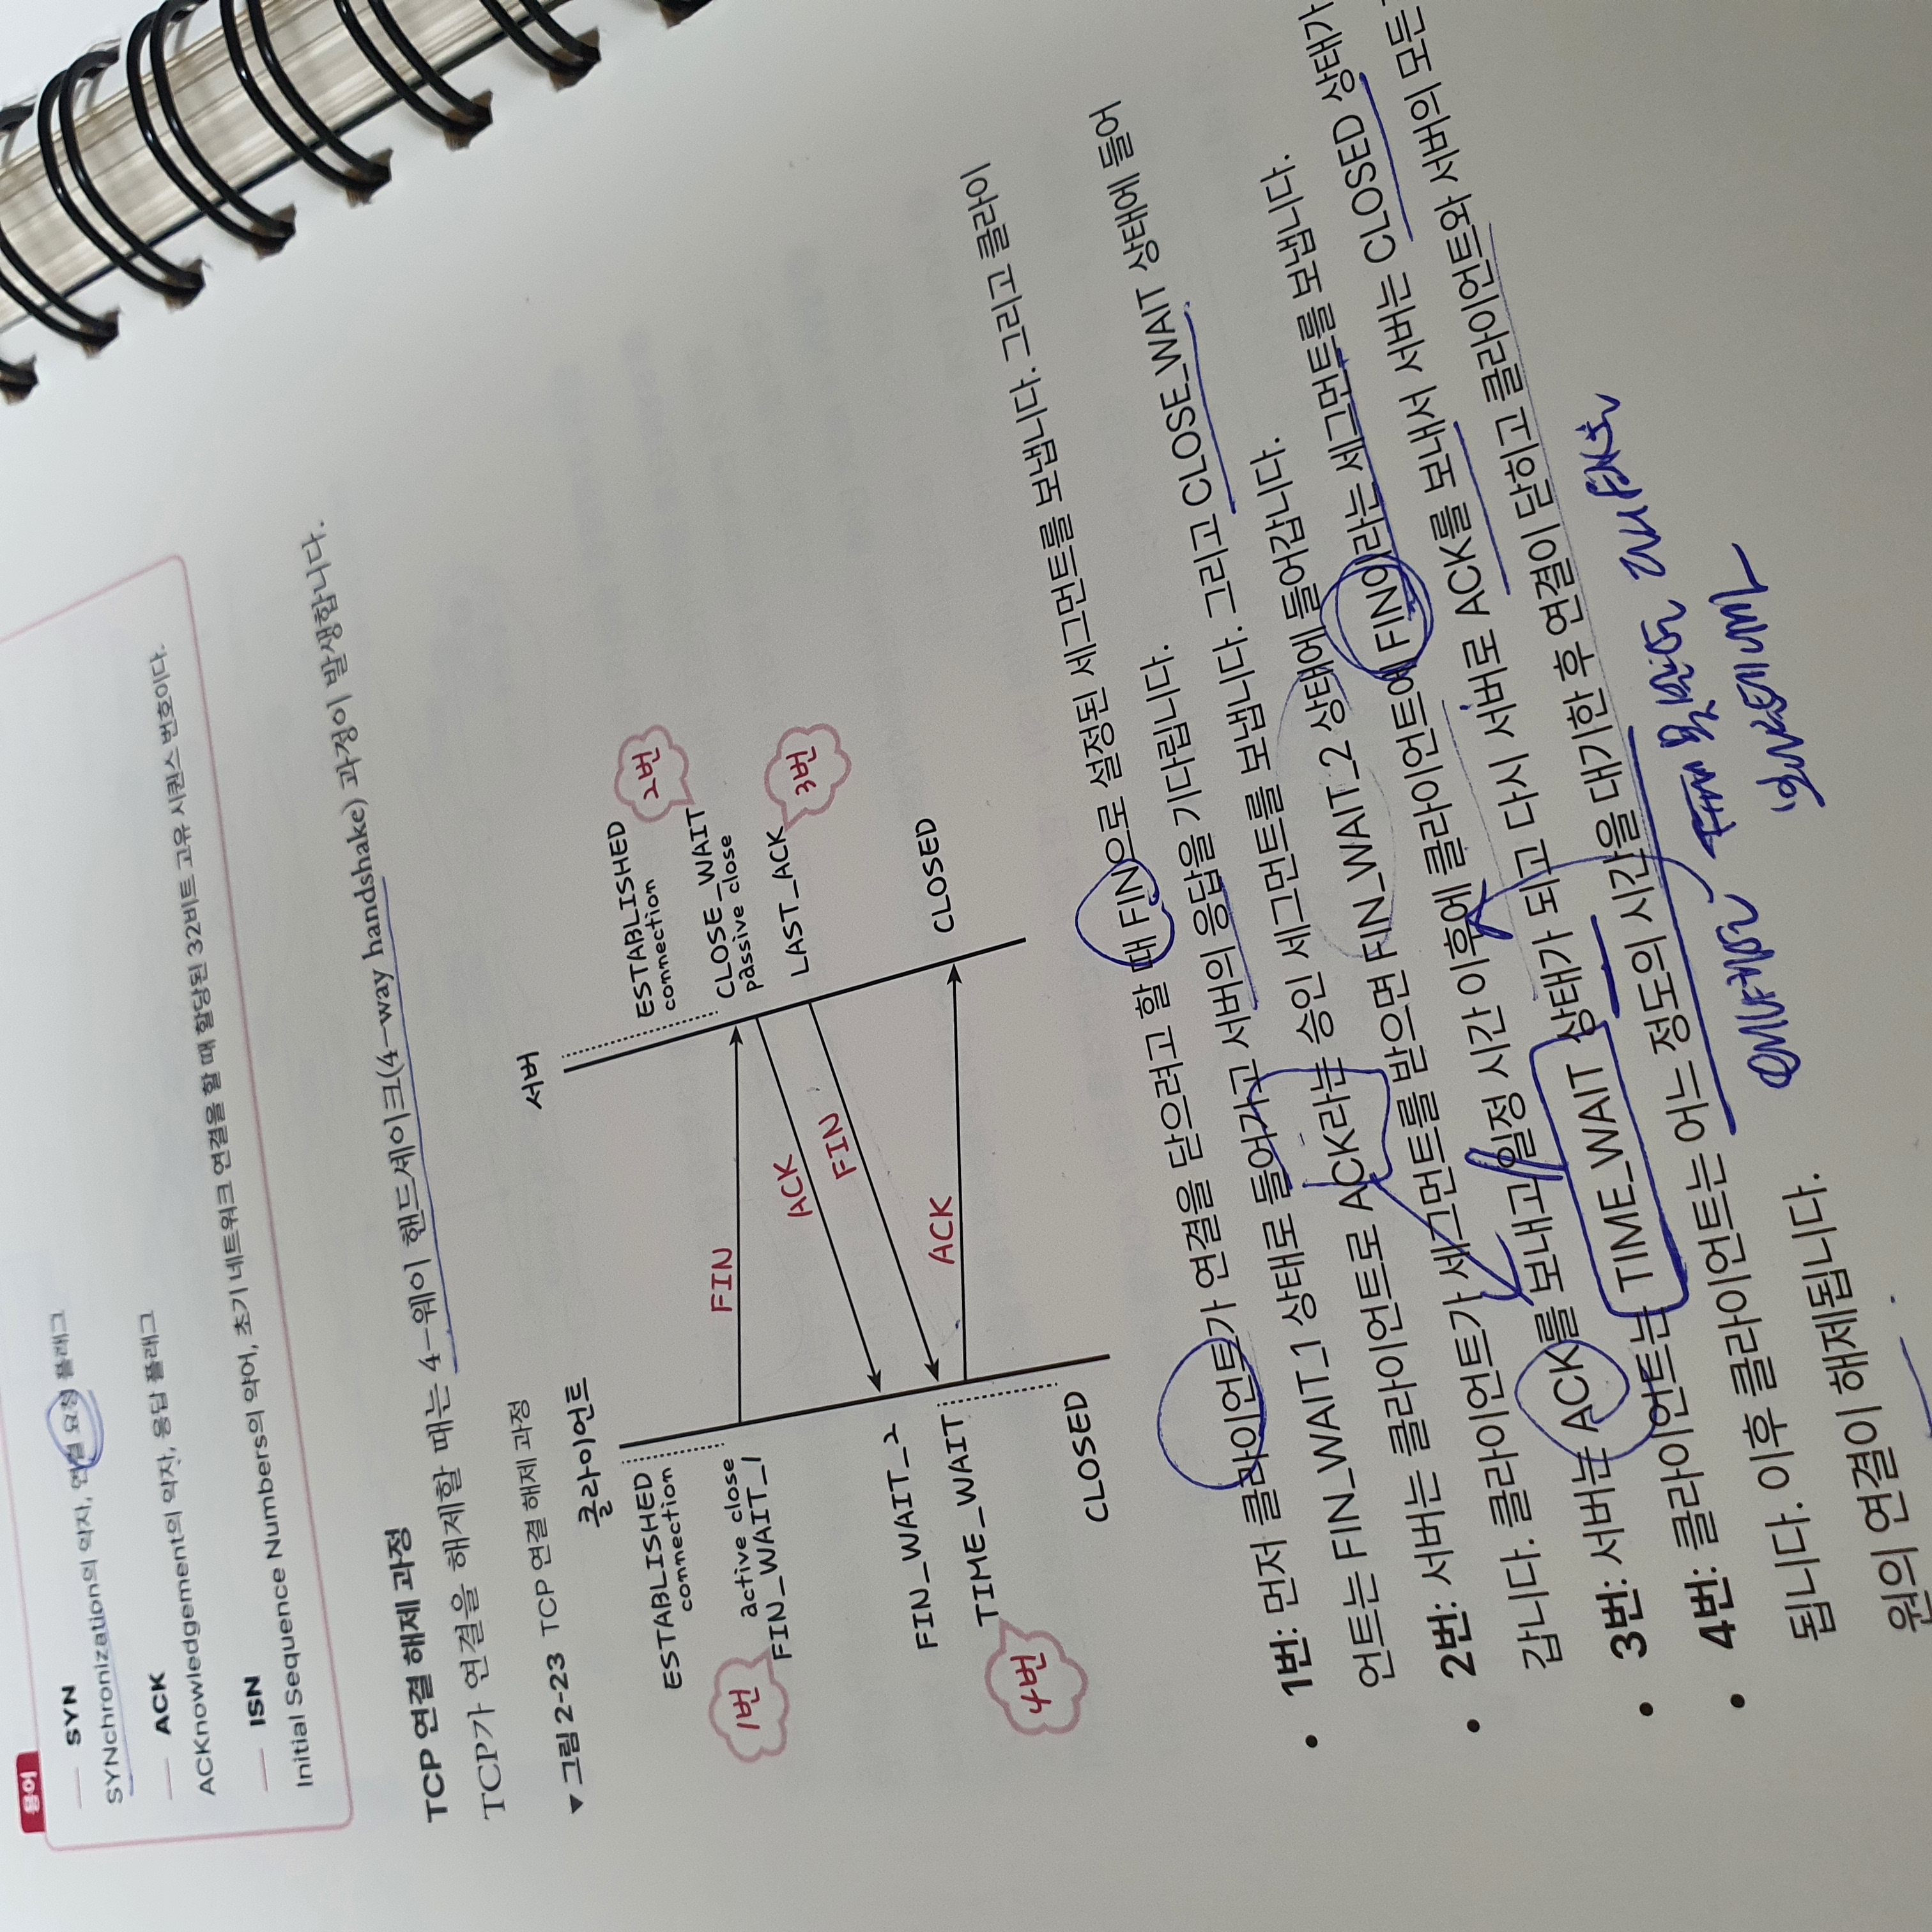 용어
SYN
SYNchronization의 약자, 연결 요청 플래그
ACK
ACKnowledgement의 약자, 응답 플래그
ISN
Initial Sequence Numbers의 약어, 초기 네트워크 연결을 할 때 할당된 32비트 고유 시퀀스 번호이다.
TCP 연결 해제 과정
TCP가 연결을 해제할 때는 4-웨이 핸드셰이크(4-way handshake) 과정이 발생합니다.
▼ 그림 2-23 TCP 연결 해제 과정
클라이언트
서버
ESTABLISHED
connection
ESTABLISHED
connection
2번
1번
active close
FIN_WAIT_1
FIN
CLOSE_WAIT
passive close
ACK
LAST_ACK
3번
FIN
FIN_WAIT_2
TIME_WAIT
ACK
CLOSED
4번
CLOSED
• 1번: 먼저 클라이언트가 연결을 닫으려고 할 때 FIN으로 설정된 세그먼트를 보냅니다. 그리고 클라이
언트는 FIN_WAIT_1 상태로 들어가고 서버의 응답을 기다립니다.
• 2번: 서버는 클라이언트로 ACK라는 승인 세그먼트를 보냅니다. 그리고 CLOSE_WAIT 상태에 들어
갑니다. 클라이언트가 세그먼트를 받으면 FIN_WAIT_2 상태에 들어갑니다.
• 3번: 서버는 ACK를 보내고 일정 시간 이후에 클라이언트에 FIN이라는 세그먼트를 보냅니다.
• 4번: 클라이언트는 TIME_WAIT 상태가 되고 다시 서버로 ACK를 보내서 서버는 CLOSED 상태가
됩니다. 이후 클라이언트는 어느 정도의 시간을 대기한 후 연결이 닫히고 클라이언트와 서버의 모든
원의 연결이 해제됩니다.